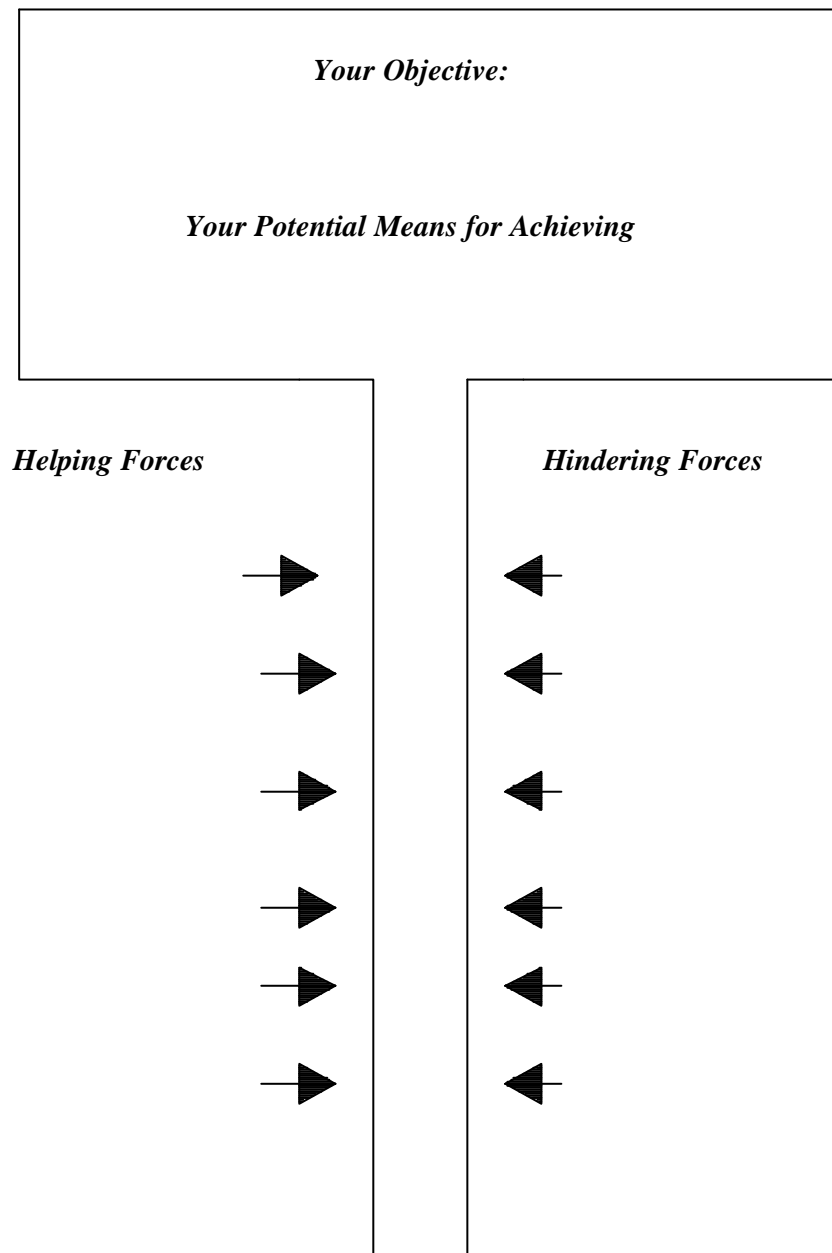 Your Objective:
Your Potential Means for Achieving
Helping Forces
Hindering Forces